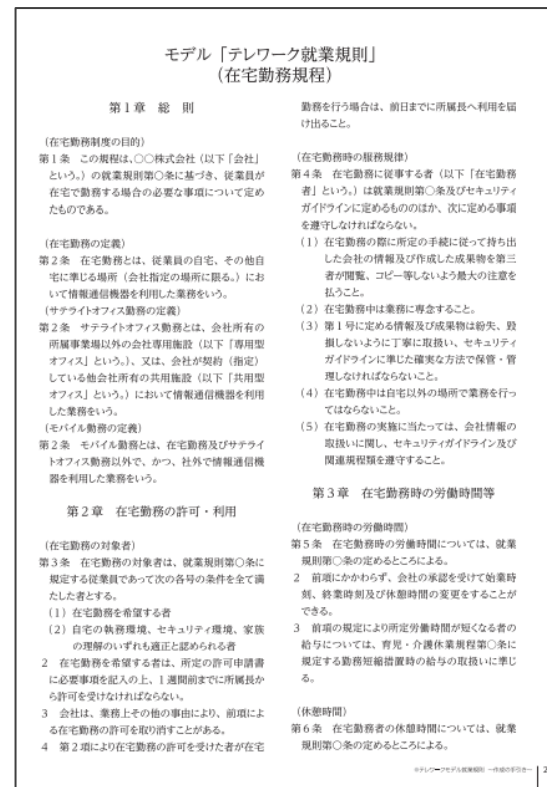 モデル「テレワーク就業規則」
(在宅勤務規程)
第1章 総 則
(在宅勤務制度の目的)
第1条 この規程は、○○株式会社(以下「会社」
という。)の就業規則第○条に基づき、従業員が
在宅で勤務する場合の必要な事項について定め
たものである。
(在宅勤務の定義)
第2条 在宅勤務とは、従業員の自宅、その他自
宅に準じる場所(会社指定の場所に限る。)にお
いて情報通信機器を利用した業務をいう。
(サテライトオフィス勤務の定義)
第2条 サテライトオフィス勤務とは、会社所有の
所属事業場以外の会社専用施設(以下「専用型
オフィス」という。)、又は、会社が契約(指定)
している他会社所有の共用施設(以下「共用型
オフィス」という。)において情報通信機器を利用
した業務をいう。
(モバイル勤務の定義)
第2条 モバイル勤務とは、在宅勤務及びサテライ
トオフィス勤務以外で、かつ、社外で情報通信機
器を利用した業務をいう。
第2章 在宅勤務の許可・利用
(在宅勤務の対象者)
第3条 在宅勤務の対象者は、就業規則第○条に
規定する従業員であって次の各号の条件を全て満
たした者とする。
(1)在宅勤務を希望する者
(2)自宅の執務環境、セキュリティ環境、家族
の理解のいずれも適正と認められる者
2 在宅勤務を希望する者は、所定の許可申請書
に必要事項を記入の上、1週間前までに所属長か
ら許可を受けなければならない。
3 会社は、業務上その他の事由により、前項によ
る在宅勤務の許可を取り消すことがある。
4 第2項により在宅勤務の許可を受けた者が在宅
勤務を行う場合は、前日までに所属長へ利用を届
け出ること。
(在宅勤務時の服務規律)
第4条 在宅勤務に従事する者(以下「在宅勤務
者」という。)は就業規則第○条及びセキュリティ
ガイドラインに定めるもののほか、次に定める事項
を遵守しなければならない。
(1)在宅勤務の際に所定の手続に従って持ち出
した会社の情報及び作成した成果物を第三
者が閲覧、コピー等しないよう最大の注意を
払うこと。
(2)在宅勤務中は業務に専念すること。
(3)第1号に定める情報及び成果物は紛失、毀
損しないように丁寧に取扱い、セキュリティ
ガイドラインに準じた確実な方法で保管・管
理しなければならないこと。
(4)在宅勤務中は自宅以外の場所で業務を行っ
てはならないこと。
(5)在宅勤務の実施に当たっては、会社情報の
取扱いに関し、セキュリティガイドライン及び
関連規程類を遵守すること。
第3章 在宅勤務時の労働時間等
(在宅勤務時の労働時間)
第5条 在宅勤務時の労働時間については、就業
規則第○条の定めるところによる。
2 前項にかかわらず、会社の承認を受けて始業時
刻、終業時刻及び休憩時間の変更をすることが
できる。
3 前項の規定により所定労働時間が短くなる者の
給与については、育児・介護休業規程第○条に
規定する勤務短縮措置時の給与の取扱いに準じ
る。
(休憩時間)
第6条 在宅勤務者の休憩時間については、就業
規則第○条の定めるところによる。
※テレワークモデル就業規則 ー作成の手引きー 2